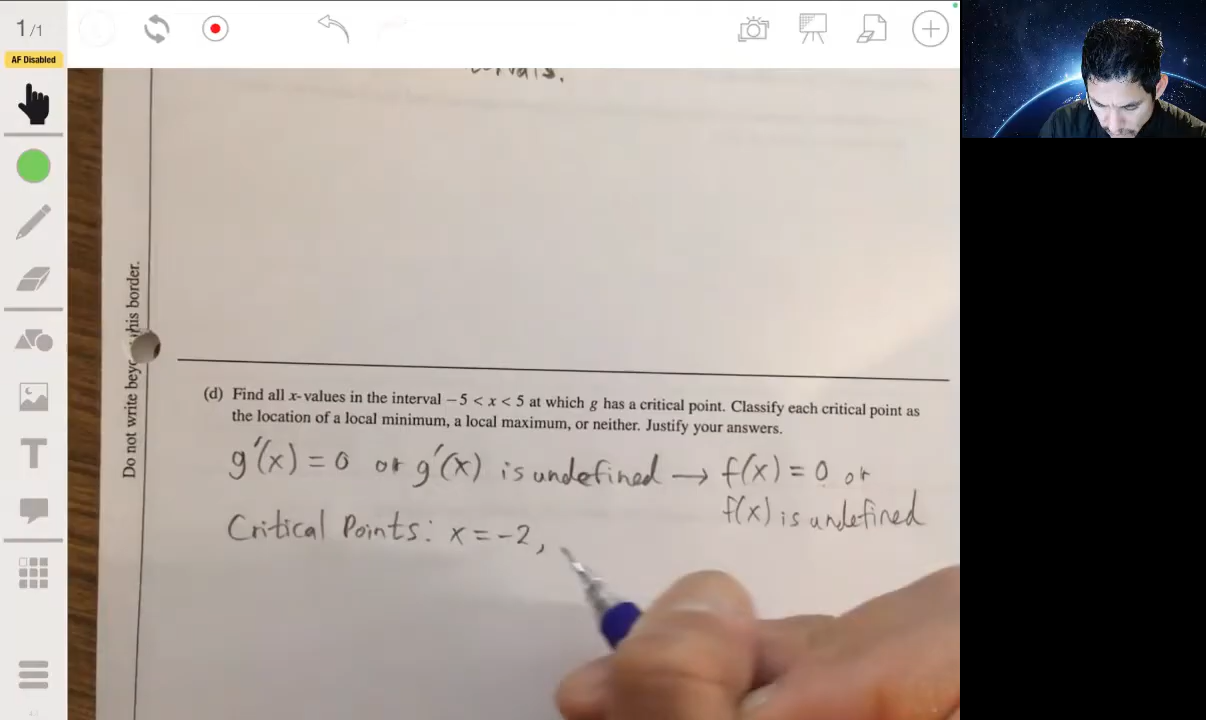 1/1
AF Disabled
(d) Find all x-values in the interval −5 < x < 5 at which g has a critical point. Classify each critical point as
the location of a local minimum, a local maximum, or neither. Justify your answers.
g'(x) = 0 or g'(x) is undefined → f(x) = 0 or
f(x) is undefined
Critical Points: x = -2,
Do not write beyo this border.
T